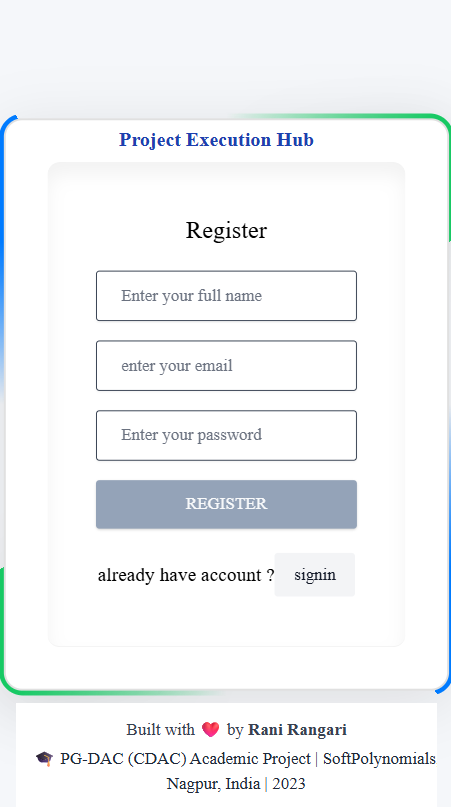 Project Execution Hub
Register
Enter your full name
enter your email
Enter your password
REGISTER
already have account ? signin
Built with 💖 by Rani Rangari
🎓 PG-DAC (CDAC) Academic Project | SoftPolynomials
Nagpur, India | 2023